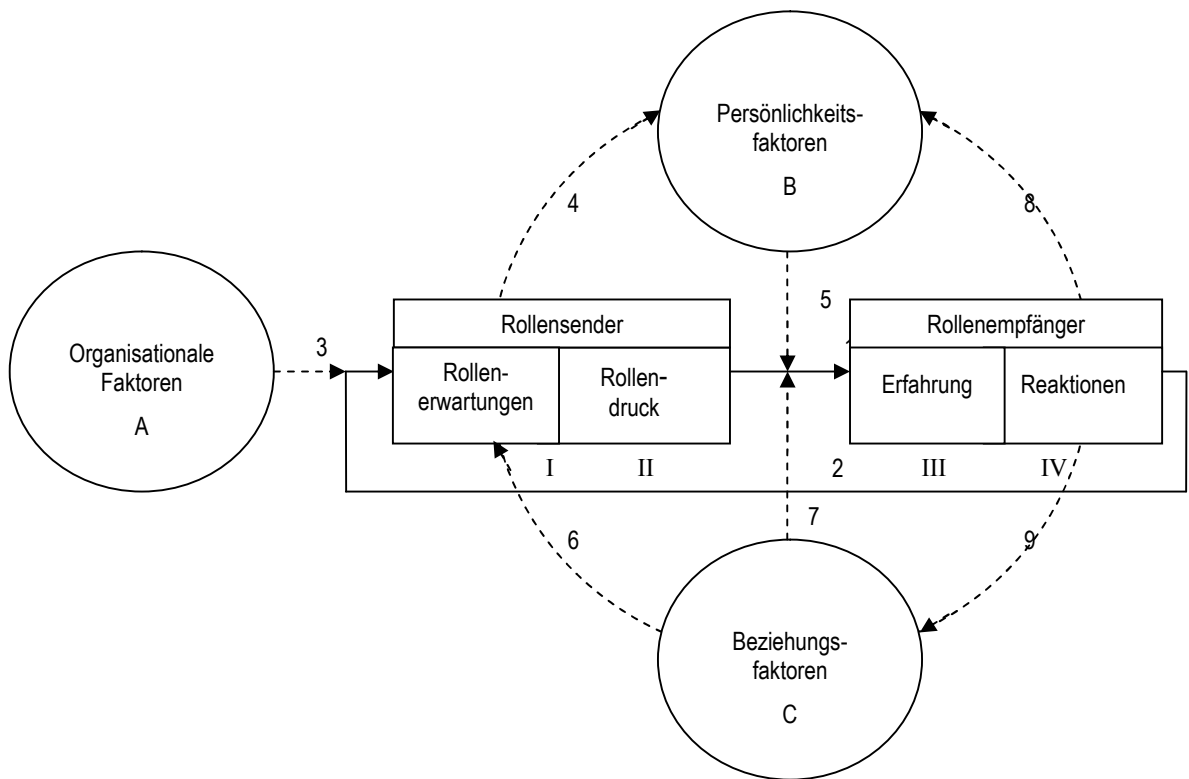 Persönlichkeits-
faktoren
B
4
8
5
Rollensender
Rollenempfänger
Organisationale
Faktoren
A
3
Rollen-
erwartungen
Rollen-
druck
Erfahrung
Reaktionen
I
II
2
III
IV
7
6
9
Beziehungs-
faktoren
C